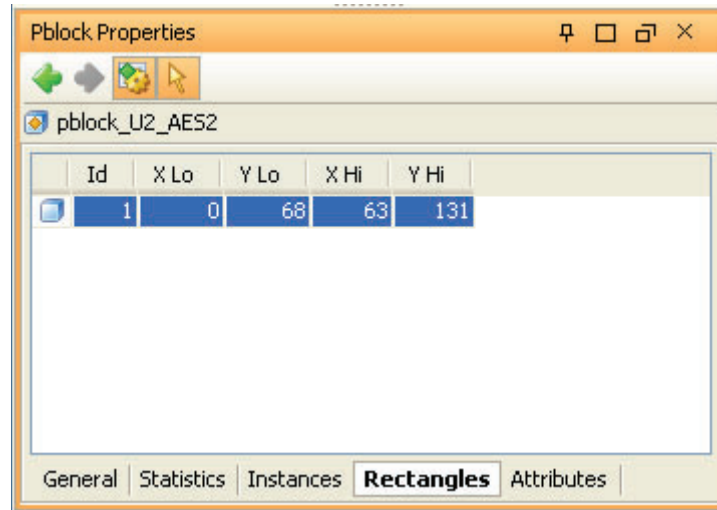 Pblock Properties
pblock_U2_AES2
Id X Lo Y Lo X Hi Y Hi
1 0 68 63 131
General Statistics Instances Rectangles Attributes